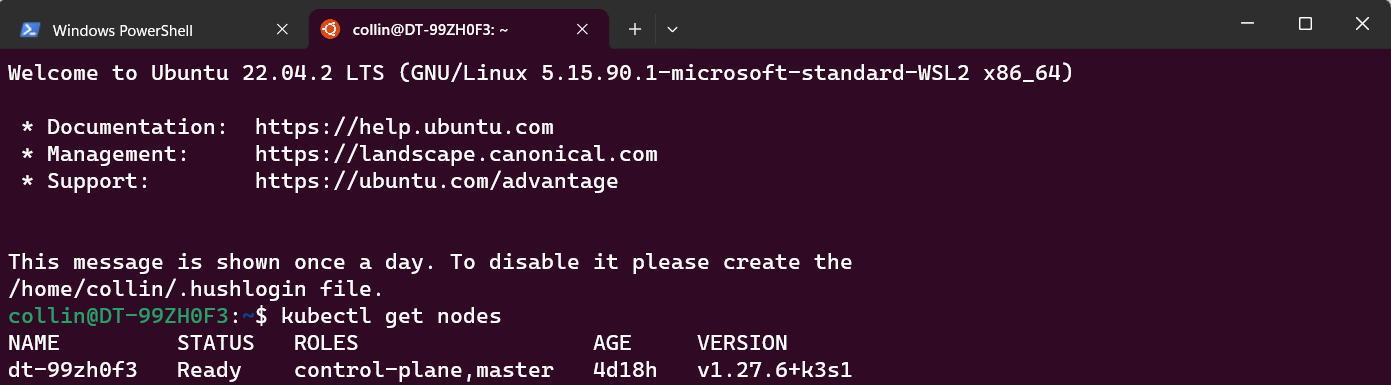 Windows PowerShell
collin@DT-99ZH0F3: ~
Welcome to Ubuntu 22.04.2 LTS (GNU/Linux 5.15.90.1-microsoft-standard-WSL2 x86_64)
* Documentation:  https://help.ubuntu.com
* Management:     https://landscape.canonical.com
* Support:        https://ubuntu.com/advantage
This message is shown once a day. To disable it please create the
/home/collin/.hushlogin file.
collin@DT-99ZH0F3:~$ kubectl get nodes
NAME         STATUS   ROLES                  AGE     VERSION
dt-99zh0f3   Ready    control-plane,master   4d18h   v1.27.6+k3s1